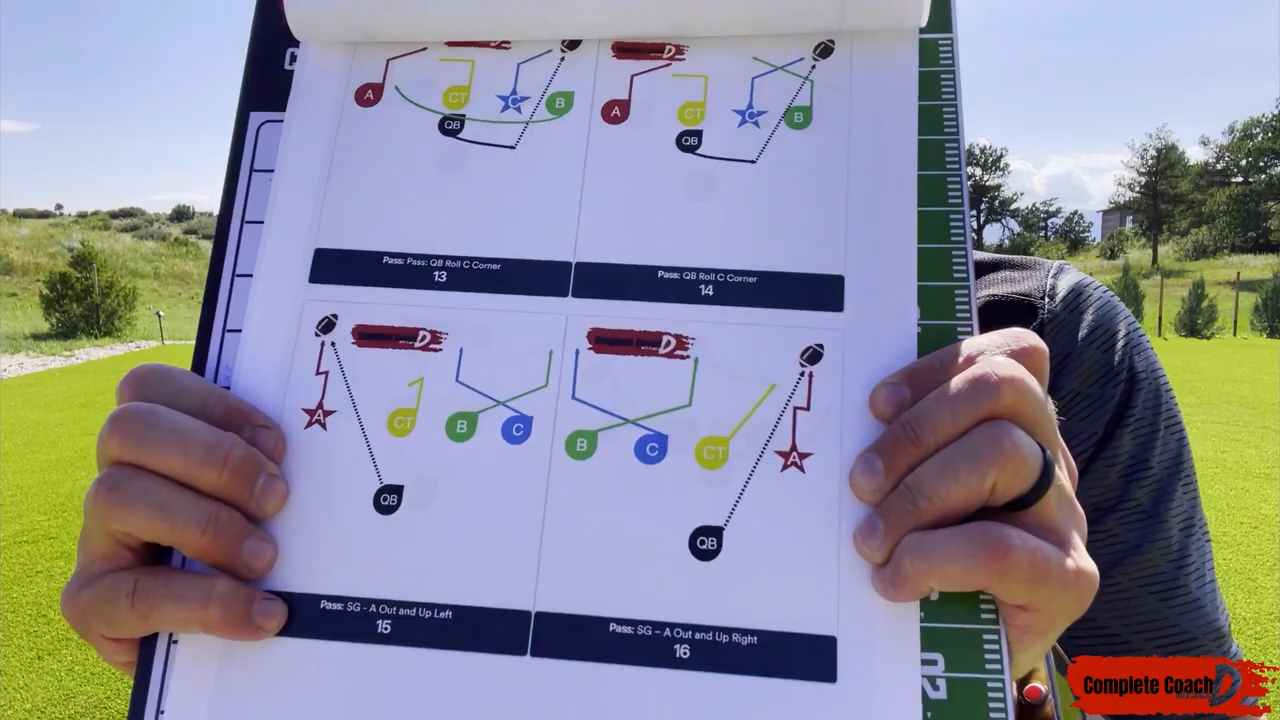 C
D
D
A
CT
C
B
QB
A
CT
C
B
QB
Pass: Pass: QB Roll C Corner
13
Pass: QB Roll C Corner
14
D
D
A
CT
B
C
QB
B
C
CT
A
QB
Pass: SG - A Out and Up Left
15
Pass: SG – A Out and Up Right
16
Complete Coach D